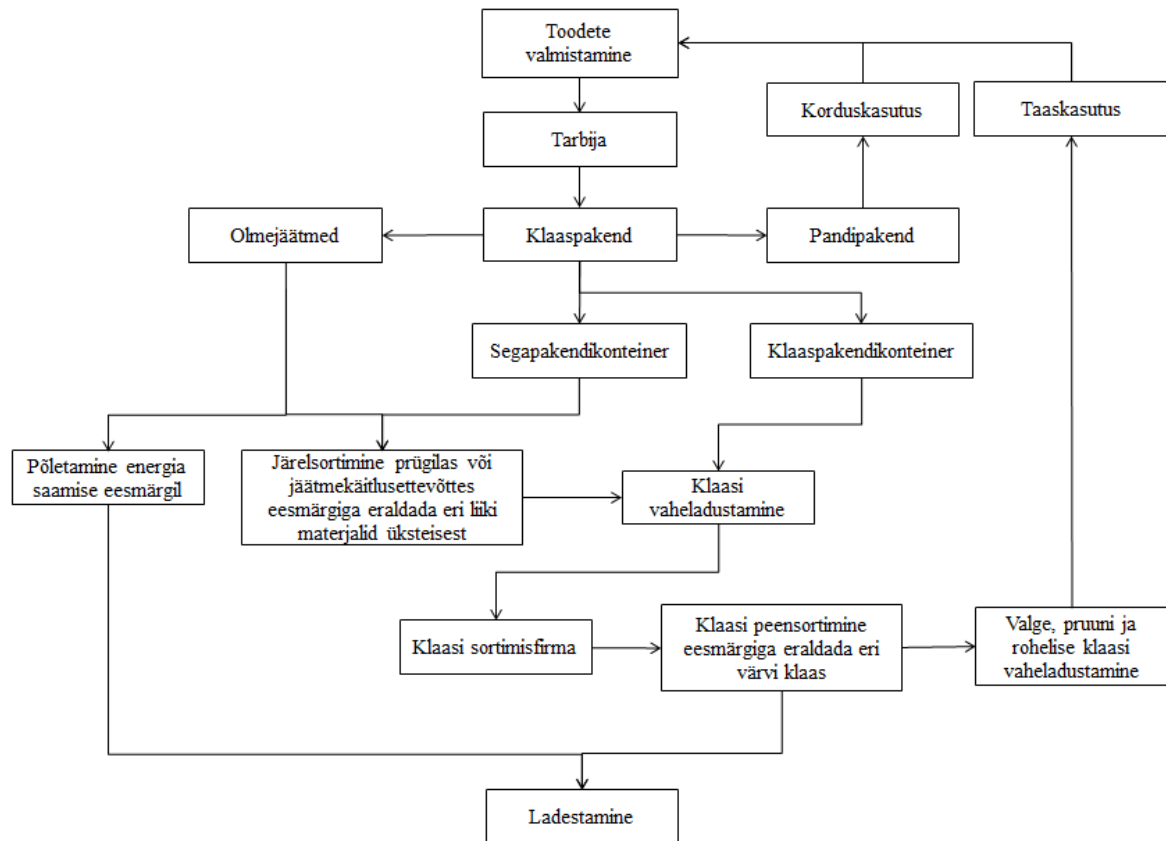 Toodete
valmistamine
Korduskasutus
Taaskasutus
Tarbija
Olmejäätmed
Klaaspakend
Pandipakend
Segapakendikonteiner
Klaaspakendikonteiner
Põletamine energia
saamise eesmärgil
Järelsortimine prügilas või
jäätmekäitlusettevõttes
eesmärgiga eraldada eri liiki
materjalid üksteisest
Klaasi
vaheladustamine
Klaasi sortimisfirma
Klaasi peensortimine
eesmärgiga eraldada eri
värvi klaas
Valge, pruuni ja
rohelise klaasi
vaheladustamine
Ladestamine